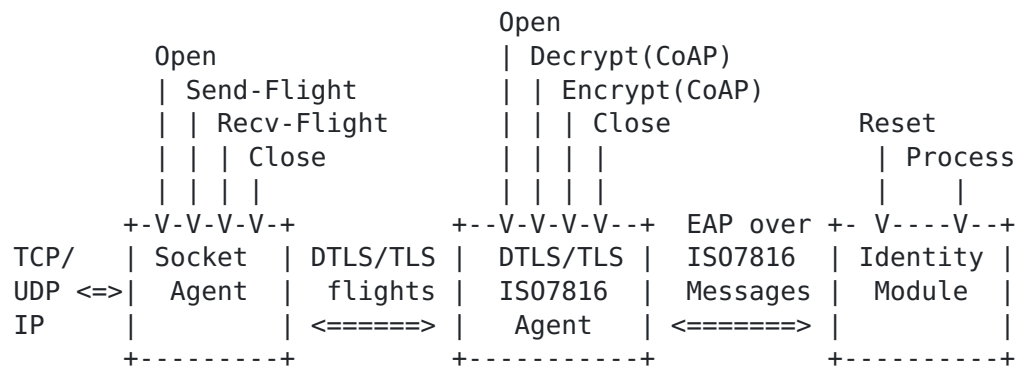 Open
         Open                   | Decrypt(CoAP)
         | Send-Flight          | | Encrypt(CoAP)
         | | Recv-Flight        | | | Close            Reset
         | | | Close            | | | |                 | Process
         | | | |                | | | |                 |    |
       +-V-V-V-V-+          +--V-V-V-V--+  EAP over +- V----V--+
TCP/   | Socket  | DTLS/TLS |  DTLS/TLS |  ISO7816  | Identity |
UDP <=>|  Agent  |  flights |  ISO7816  |  Messages |  Module  |
IP     |         | <======> |   Agent   | <=======> |          |
       +---------+          +-----------+           +----------+